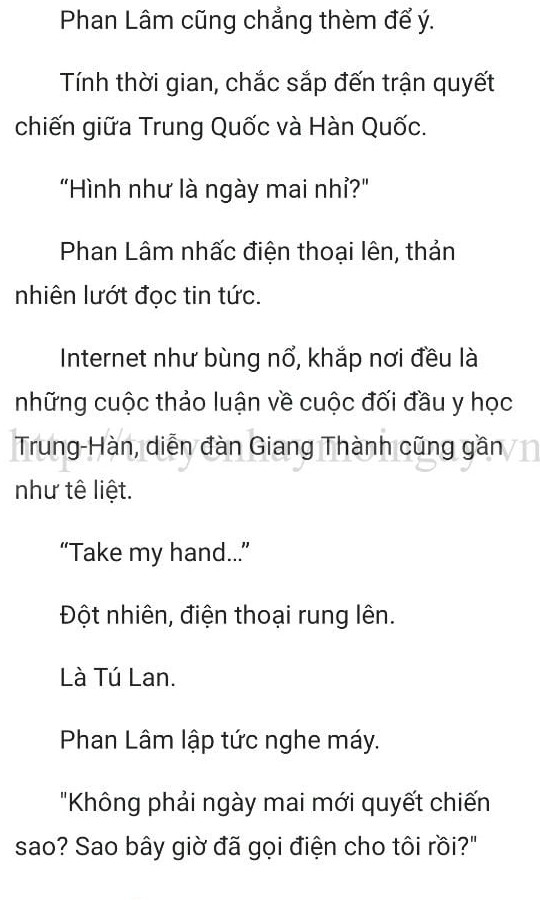 Phan Lâm cũng chẳng thèm để ý.
Tính thời gian, chắc sắp đến trận quyết
chiến giữa Trung Quốc và Hàn Quốc.
“Hình như là ngày mai nhỉ?"
Phan Lâm nhấc điện thoại lên, thản
nhiên lướt đọc tin tức.
Internet như bùng nổ, khắp nơi đều là
những cuộc thảo luận về cuộc đối đầu y học
Trung-Hàn, diễn đàn Giang Thành cũng gần
http://truyenhaymoingay.vn
như tê liệt.
“Take my hand...”
Đột nhiên, điện thoại rung lên.
Là Tú Lan.
Phan Lâm lập tức nghe máy.
"Không phải ngày mai mới quyết chiến
sao? Sao bây giờ đã gọi điện cho tôi rồi?"